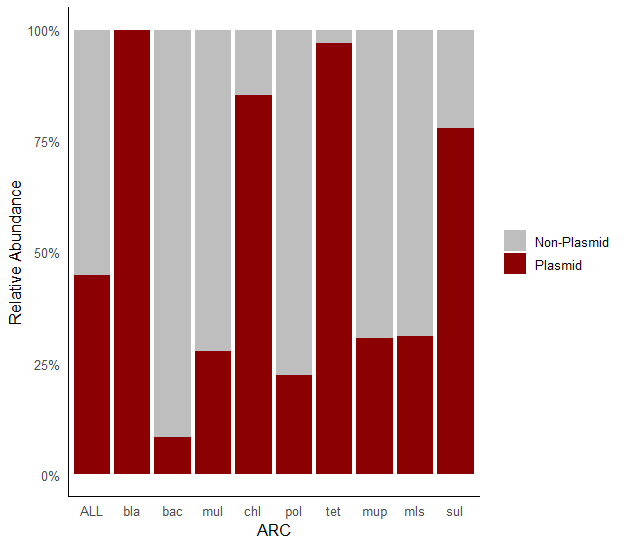 100%
75%
50%
25%
0%
Relative Abundance
ALL bla bac mul chl pol tet mup mls sul
ARC
Non-Plasmid
Plasmid